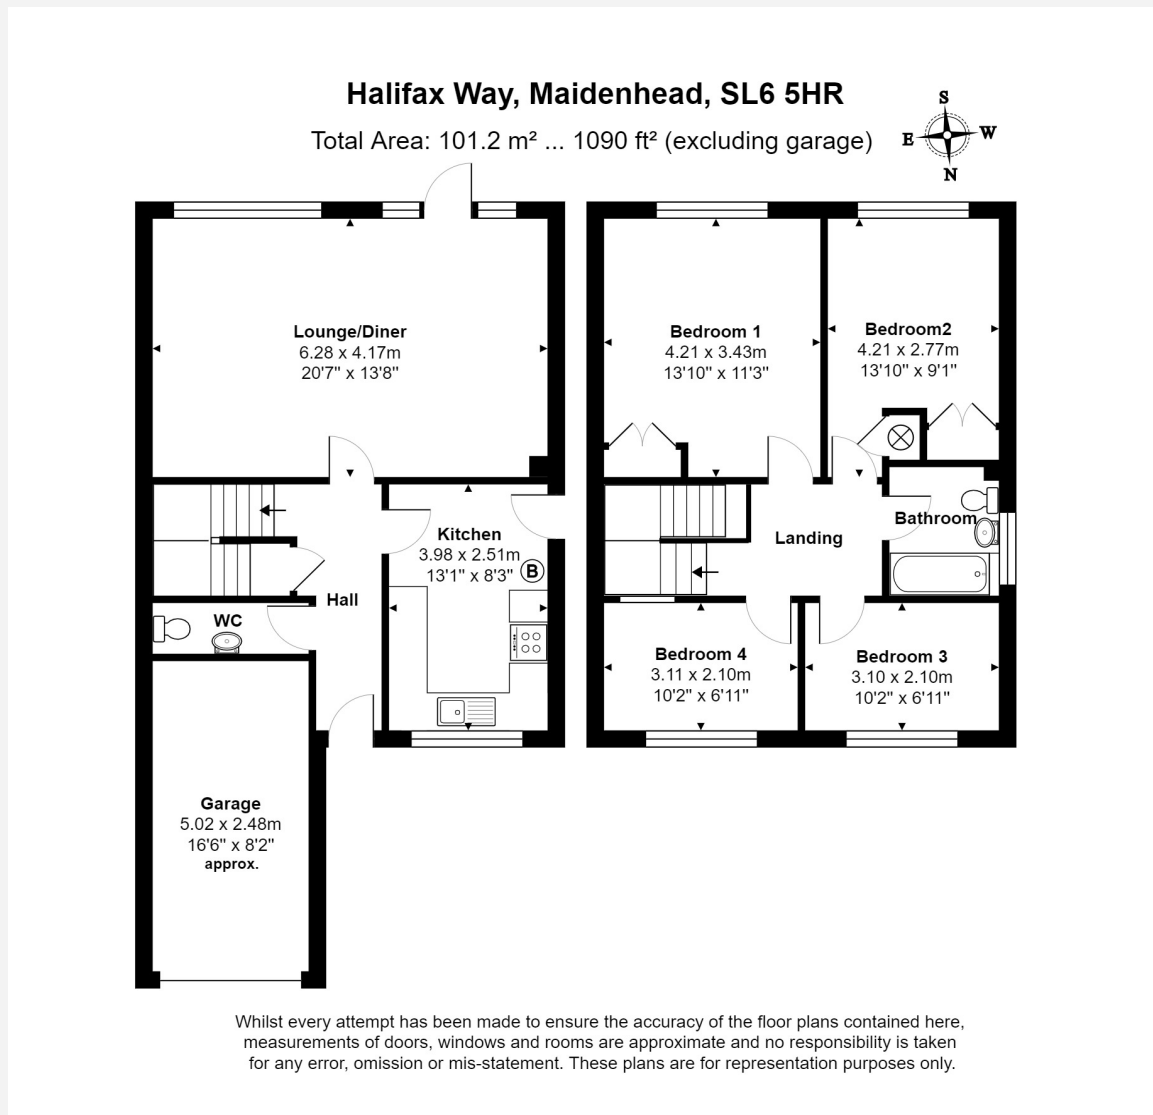 Halifax Way, Maidenhead, SL6 5HR
Total Area: 101.2 m² ... 1090 ft² (excluding garage)
S
E
W
N
Lounge/Diner
6.28 x 4.17m
20'7" x 13'8"
Bedroom 1
4.21 x 3.43m
13'10" x 11'3"
Bedroom2
4.21 x 2.77m
13'10" x 9'1"
Kitchen
3.98 x 2.51m
13'1" x 8'3"
B
Hall
WC
Landing
Bathroom
Bedroom 4
3.11 x 2.10m
10'2" x 6'11"
Bedroom 3
3.10 x 2.10m
10'2" x 6'11"
Garage
5.02 x 2.48m
16'6" x 8'2"
approx.
Whilst every attempt has been made to ensure the accuracy of the floor plans contained here,
measurements of doors, windows and rooms are approximate and no responsibility is taken
for any error, omission or mis-statement. These plans are for representation purposes only.